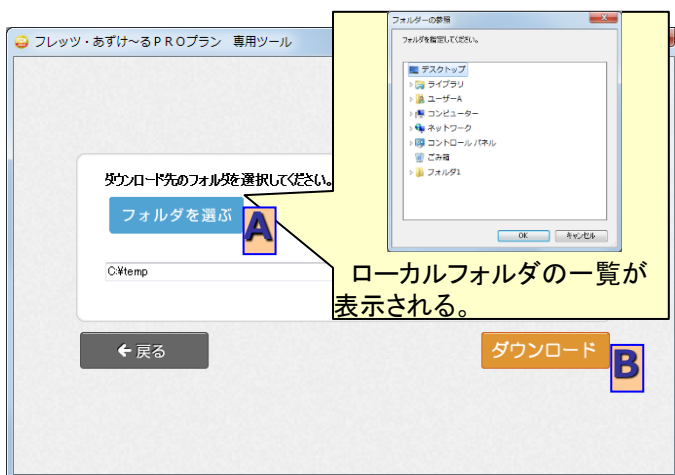 フレッツ・あずけ~るPROプラン 専用ツール
ダウンロード先のフォルダを選択してください。
フォルダを選ぶ
A
C:¥temp
戻る
ダウンロード
B
フォルダーの参照
フォルダを指定してください。
デスクトップ
ライブラリ
ユーザーA
コンピューター
ネットワーク
コントロール パネル
ごみ箱
フォルダ1
OK
キャンセル
ローカルフォルダの一覧が
表示される。